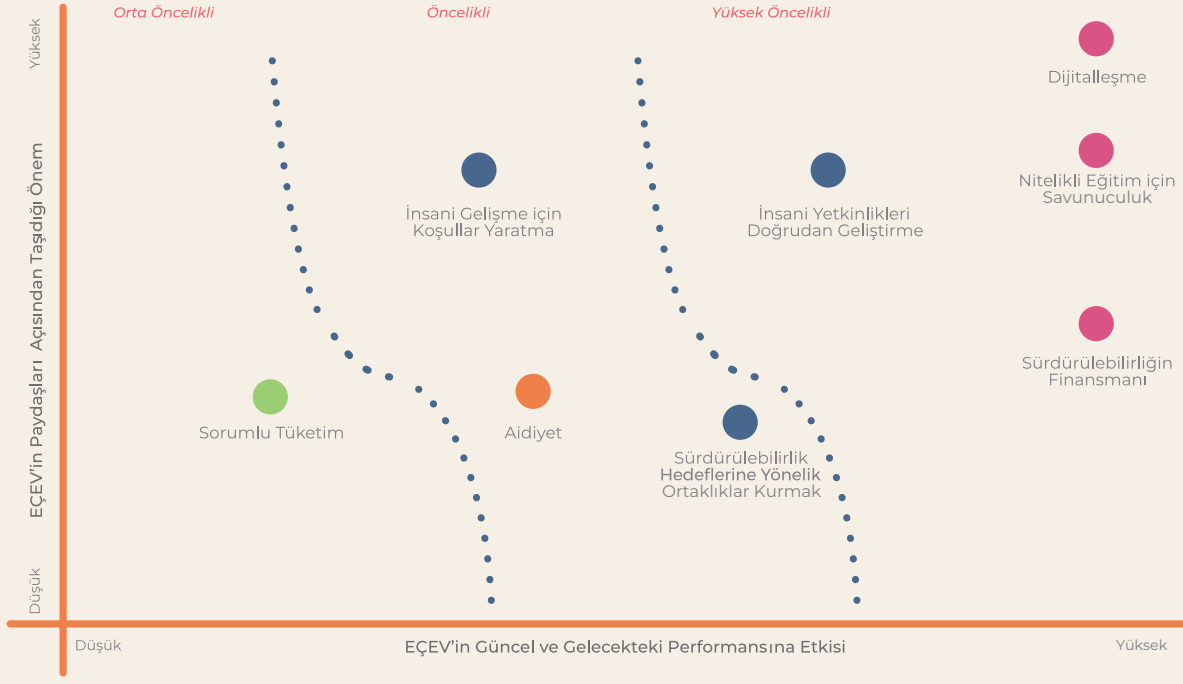 Orta Öncelikli
Öncelikli
Yüksek Öncelikli
Yüksek
EÇEV’in Paydaşları Açısından Taşıdığı Önem
Düşük
Dijitalleşme
Nitelikli Eğitim için
Savunuculuk
İnsani Gelişme için
Koşullar Yaratma
İnsani Yetkinlikleri
Doğrudan Geliştirme
Sürdürülebilirliğin
Finansmanı
Sorumlu Tüketim
Aidiyet
Sürdürülebilirlik
Hedeflerine Yönelik
Ortaklıklar Kurmak
Düşük
EÇEV’in Güncel ve Gelecekteki Performansına Etkisi
Yüksek